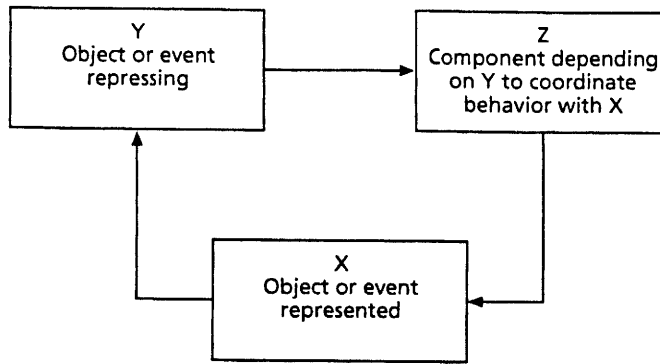 Y
Object or event
repressing
Z
Component depending
on Y to coordinate
behavior with X
X
Object or event
represented